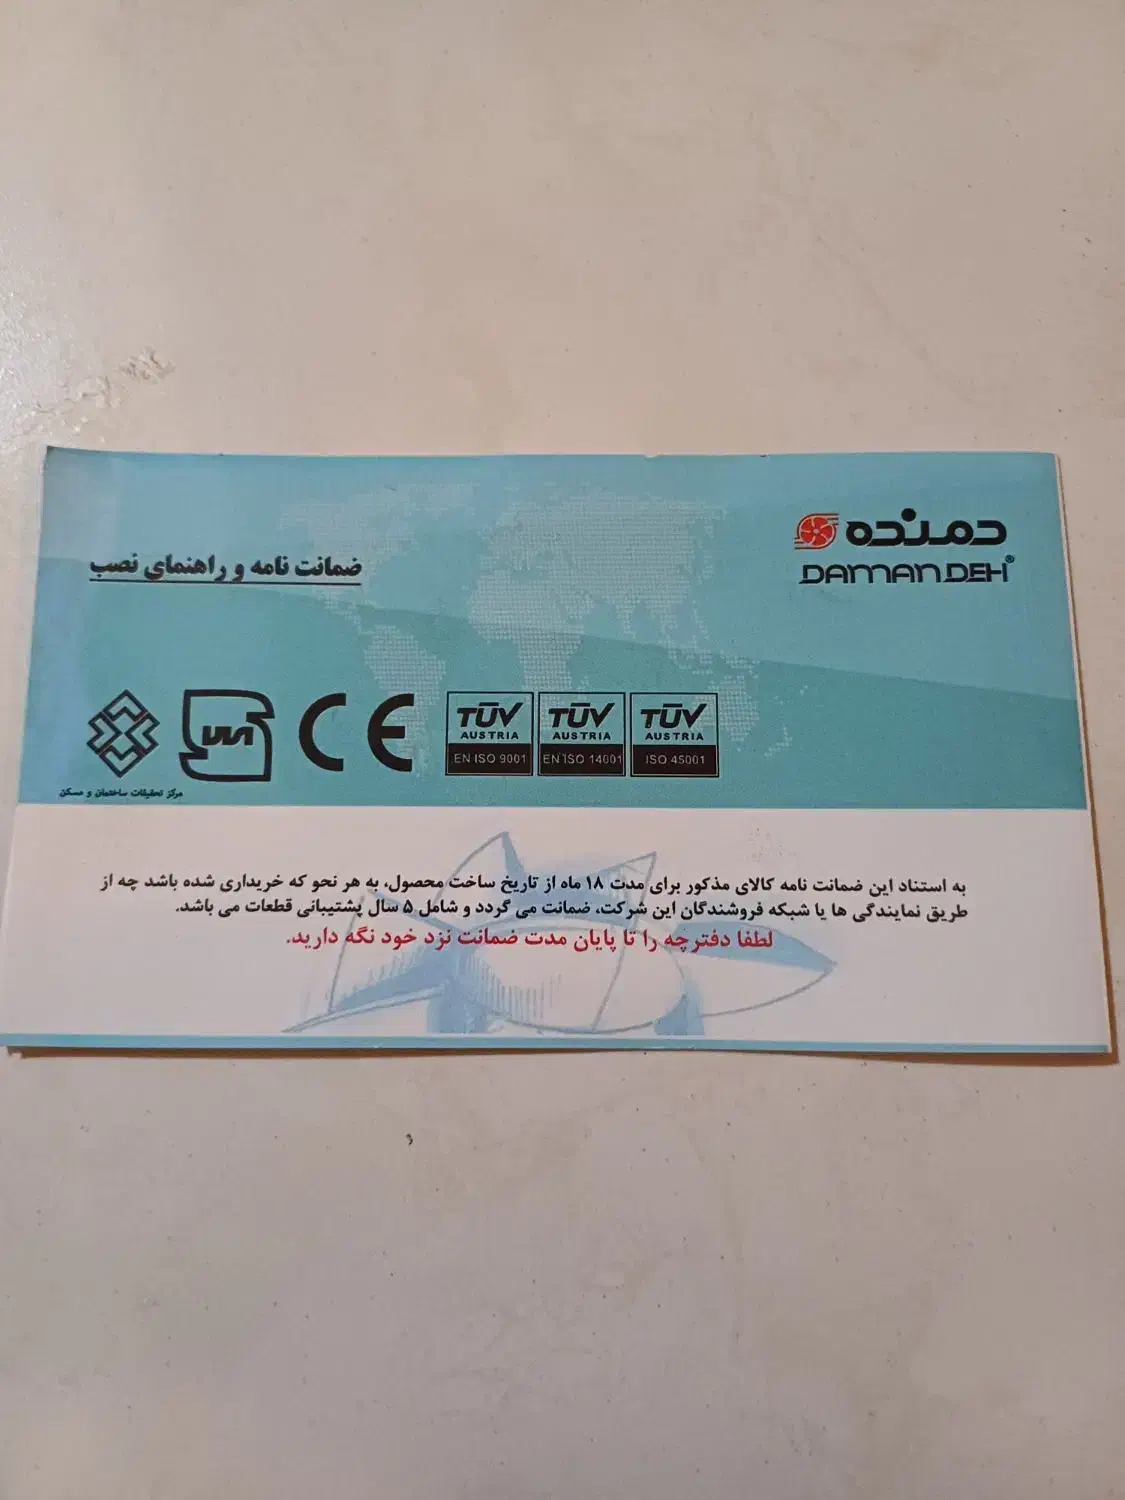 دمنده
DAMANDEH®
ضمانت نامه و راهنمای نصب
TÜV
AUSTRIA
EN ISO 9001
TÜV
AUSTRIA
EN ISO 14001
TÜV
AUSTRIA
ISO 45001
CE
مرکز تحقیقات ساختمان و مسکن
به استناد این ضمانت نامه کالای مذکور برای مدت ۱۸ ماه از تاریخ ساخت محصول، به هر نحو که خریداری شده باشد چه از
طریق نمایندگی ها یا شبکه فروشندگان این شرکت، ضمانت می گردد و شامل ۵ سال پشتیبانی قطعات می باشد.
لطفا دفترچه را تا پایان مدت ضمانت نزد خود نگه دارید.